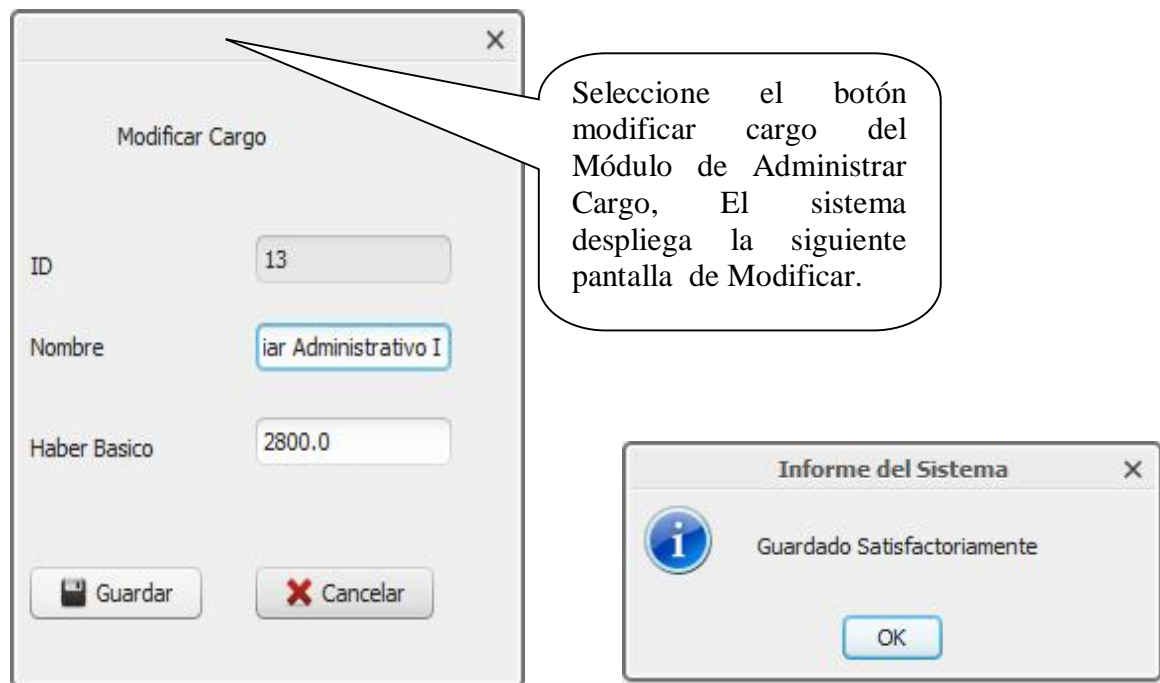 Modificar Cargo
ID
13
Nombre
iar Administrativo I
Haber Basico
2800.0
Guardar
Cancelar
Seleccione el botón
modificar cargo del
Módulo de Administrar
Cargo, El sistema
despliega la siguiente
pantalla de Modificar.
Informe del Sistema
Guardado Satisfactoriamente
OK